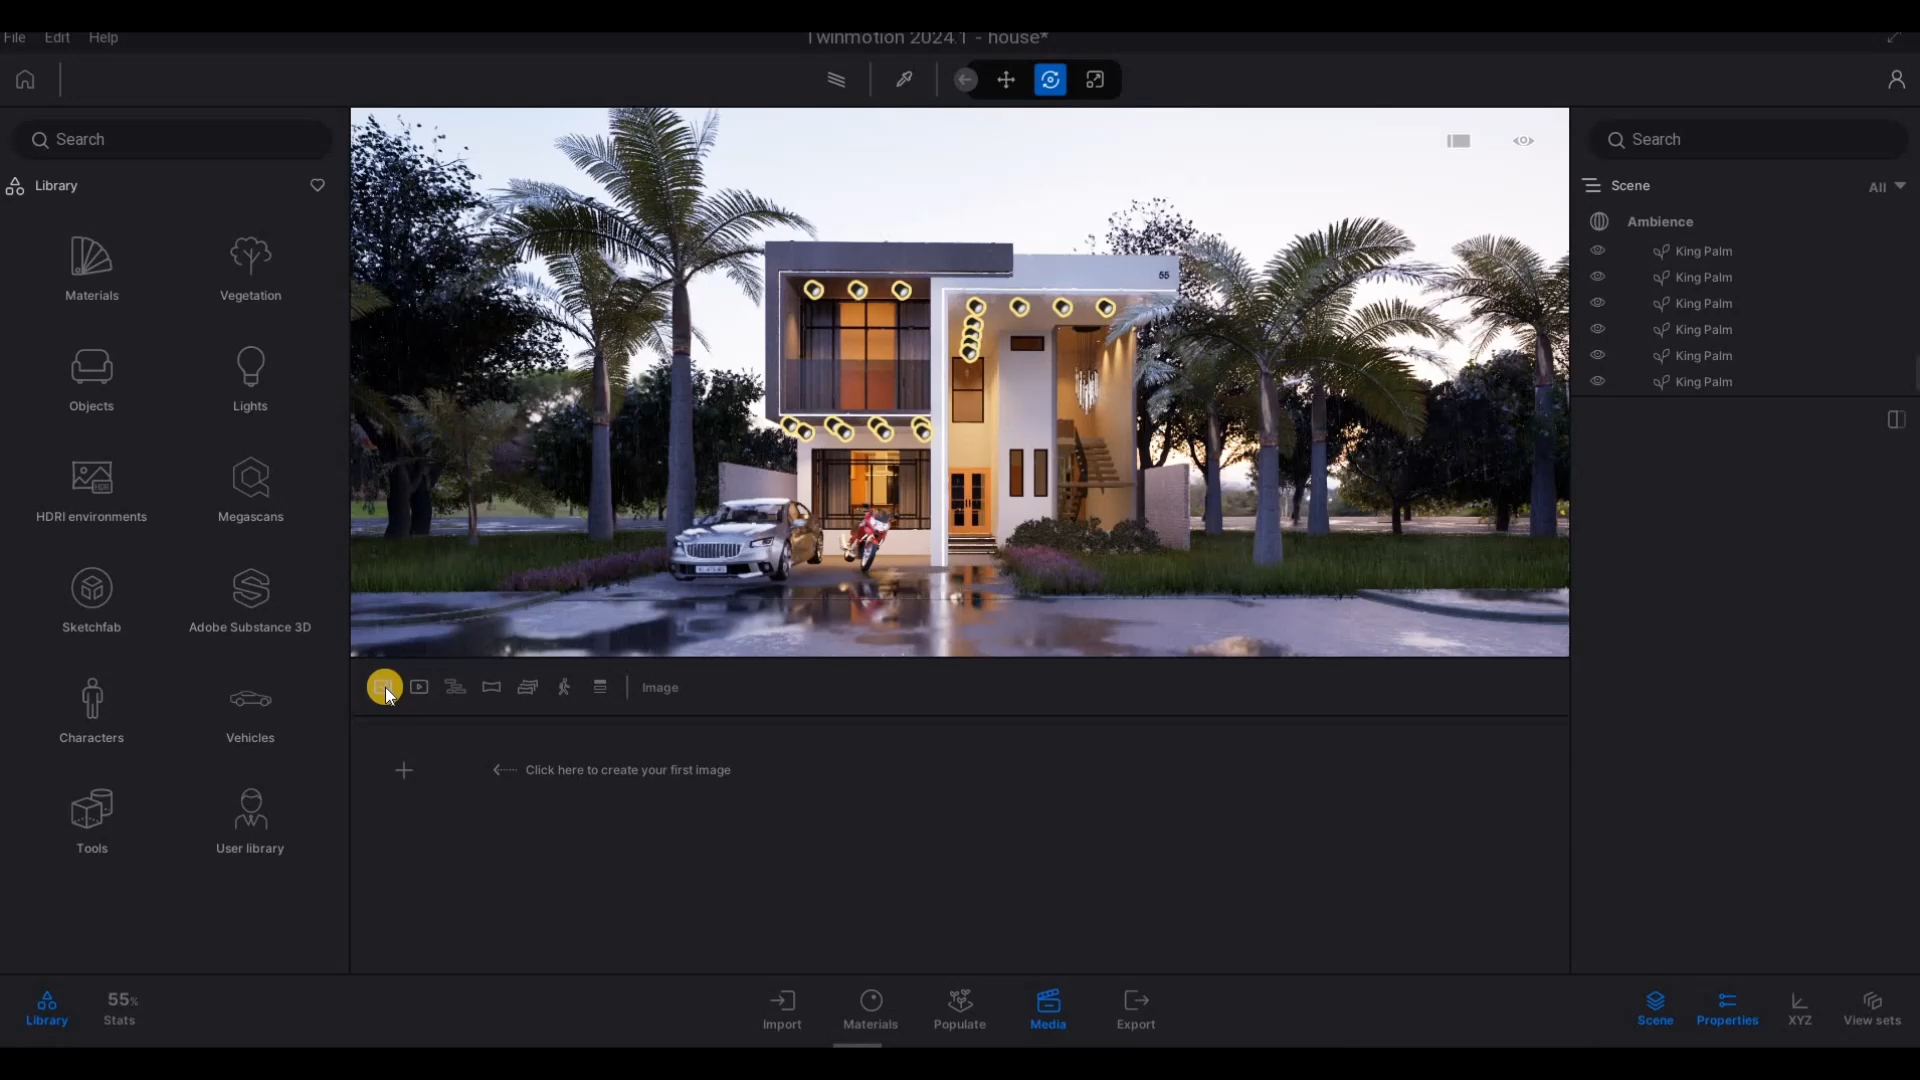 Twinmotion 2024.1 - house*
File Edit Help
Search
Library
Materials
Vegetation
Objects
Lights
HDRI environments
HDRI
Megascans
Sketchfab
Adobe Substance 3D
Characters
Vehicles
Tools
User library
55
Image
Click here to create your first image
Search
Scene
All
Ambience
King Palm
King Palm
King Palm
King Palm
King Palm
King Palm
Library
55%
Stats
Import
Materials
Populate
Media
Export
Scene
Properties
XYZ
View sets